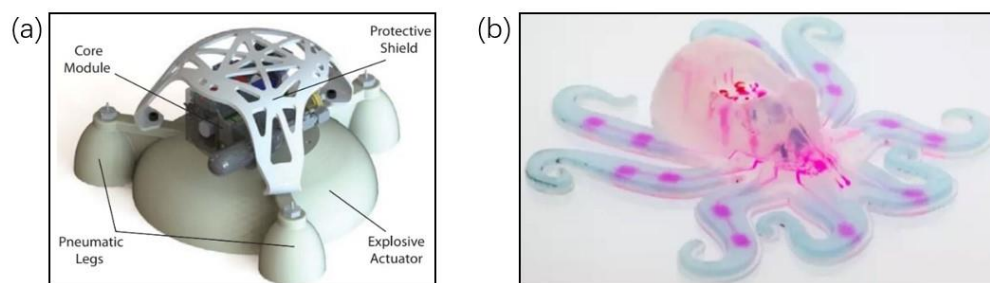 (a)
Core
Module
Protective
Shield
Pneumatic
Legs
Explosive
Actuator
(b)